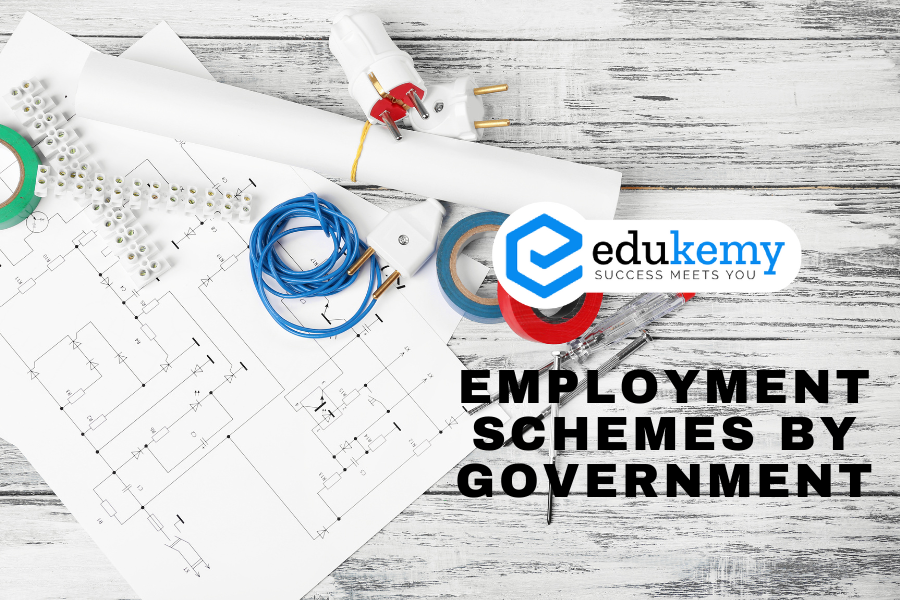 edukemy
SUCCESS MEETS YOU
EMPLOYMENT
SCHEMES BY
GOVERNMENT